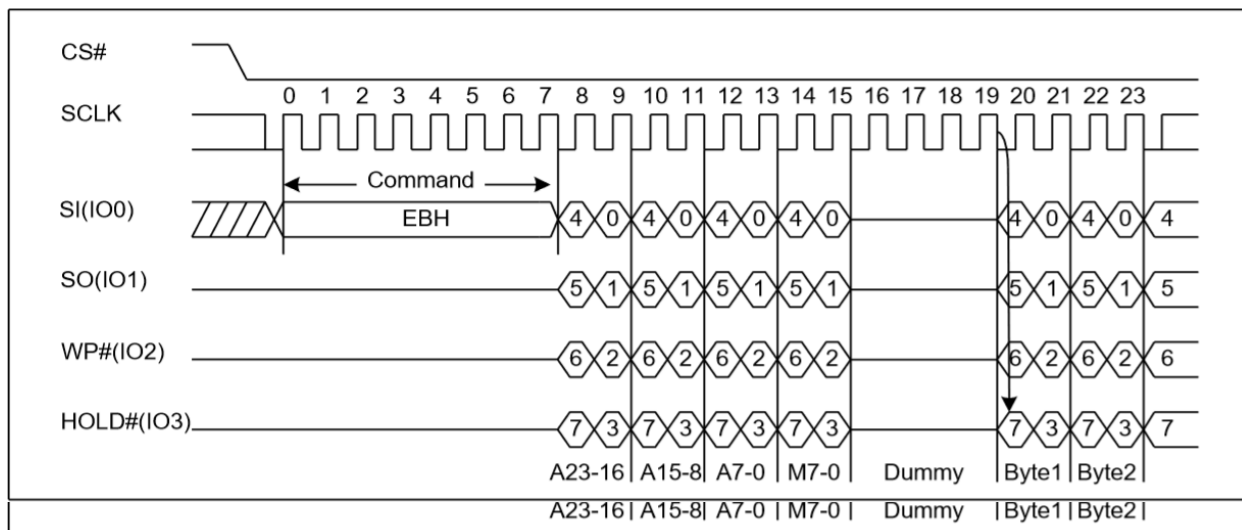 CS#
0 1 2 3 4 5 6 7 8 9 10 11 12 13 14 15 16 17 18 19 20 21 22 23
SCLK
Command
SI(IO0) EBH 4 0 4 0 4 0 4 0 4 0 4 0 4
SO(IO1) 5 1 5 1 5 1 5 1 5 1 5 1 5
WP#(IO2) 6 2 6 2 6 2 6 2 6 2 6 2 6
HOLD#(IO3) 7 3 7 3 7 3 7 3 7 3 7 3 7
A23-16 A15-8 A7-0 M7-0 Dummy Byte1 Byte2
A23-16 A15-8 A7-0 M7-0 Dummy Byte1 Byte2